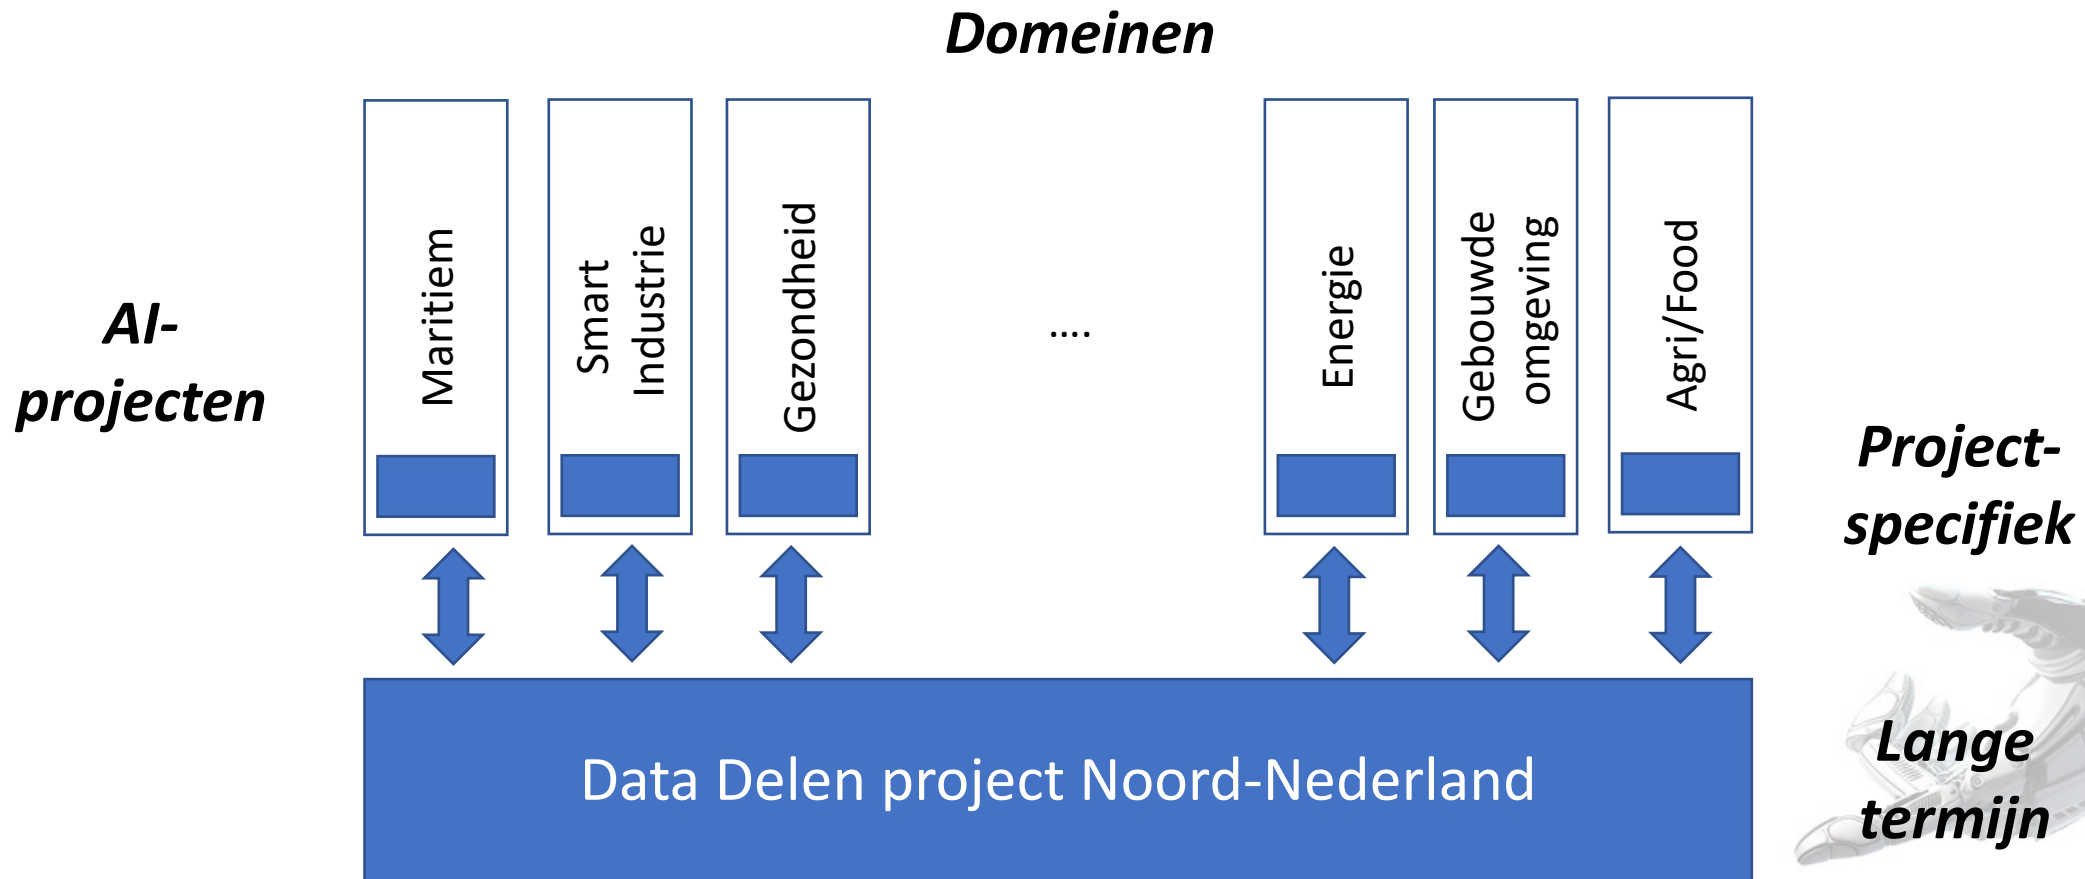 Domeinen
AI-
projecten
Maritiem
Smart
Industrie
Gezondheid
....
Energie
Gebouwde
omgeving
Agri/Food
Project-
specifiek
Data Delen project Noord-Nederland
Lange
termijn